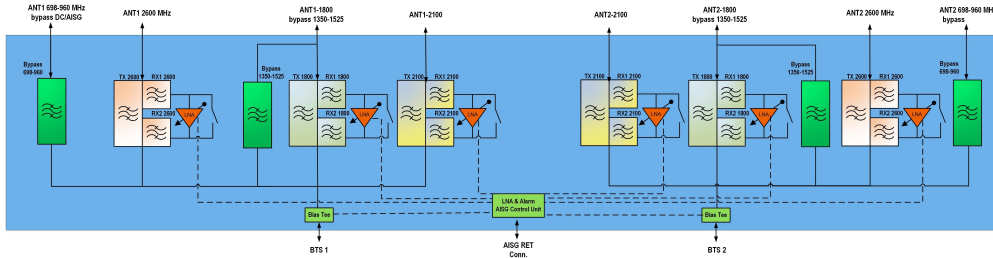 ANT1 698-960 MHz
bypass DC/AISG
ANT1 2600 MHz
ANT1-1800
bypass 1350-1525
ANT1-2100
ANT2-2100
ANT2-1800
bypass 1350-1525
ANT2 2600 MHz
ANT2 698-960 MH
bypass
Bypass
698-960
TX 2600
RX1 2600
RX2 2600
LNA
Bypass
1350-1525
TX 1800
RX1 1800
RX2 1800
LNA
TX 2100
RX1 2100
RX2 2100
LNA
TX 2100
RX1 2100
RX2 2100
LNA
TX 1800
RX1 1800
RX2 1800
LNA
Bypass
1350-1525
TX 2600
RX1 2600
RX2 2600
LNA
Bypass
698-960
Bias Tee
LNA & Alarm
AISG Control Unit
Bias Tee
BTS 1
AISG RET
Conn.
BTS 2